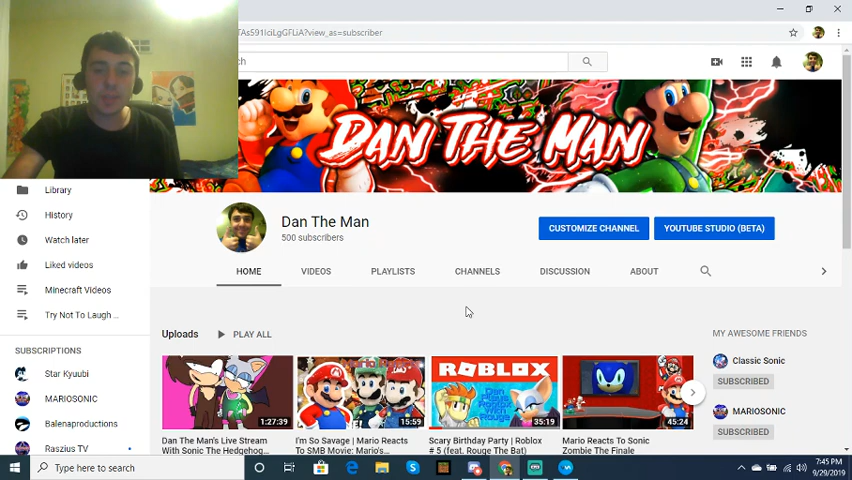 TAs591IciLgGFLiA?view_as=subscriber
ch
DAN THE MAN
Library
History
Watch later
Liked videos
Minecraft Videos
Try Not To Laugh ...
SUBSCRIPTIONS
Star Kyuubi
MARIOSONIC
Balenaproductions
Raszius TV
Dan The Man
500 subscribers
CUSTOMIZE CHANNEL
YOUTUBE STUDIO (BETA)
HOME
VIDEOS
PLAYLISTS
CHANNELS
DISCUSSION
ABOUT
Uploads
PLAY ALL
1:27:39
15:59
ROBLOX
35:19
45:24
Dan The Man's Live Stream
With Sonic The Hedgehog...
I'm So Savage | Mario Reacts
To SMB Movie: Mario's...
Scary Birthday Party | Roblox
# 5 (feat. Rouge The Bat)
Mario Reacts To Sonic
Zombie The Finale
MY AWESOME FRIENDS
Classic Sonic
SUBSCRIBED
MARIOSONIC
SUBSCRIBED
Type here to search
7:45 PM
9/29/2019